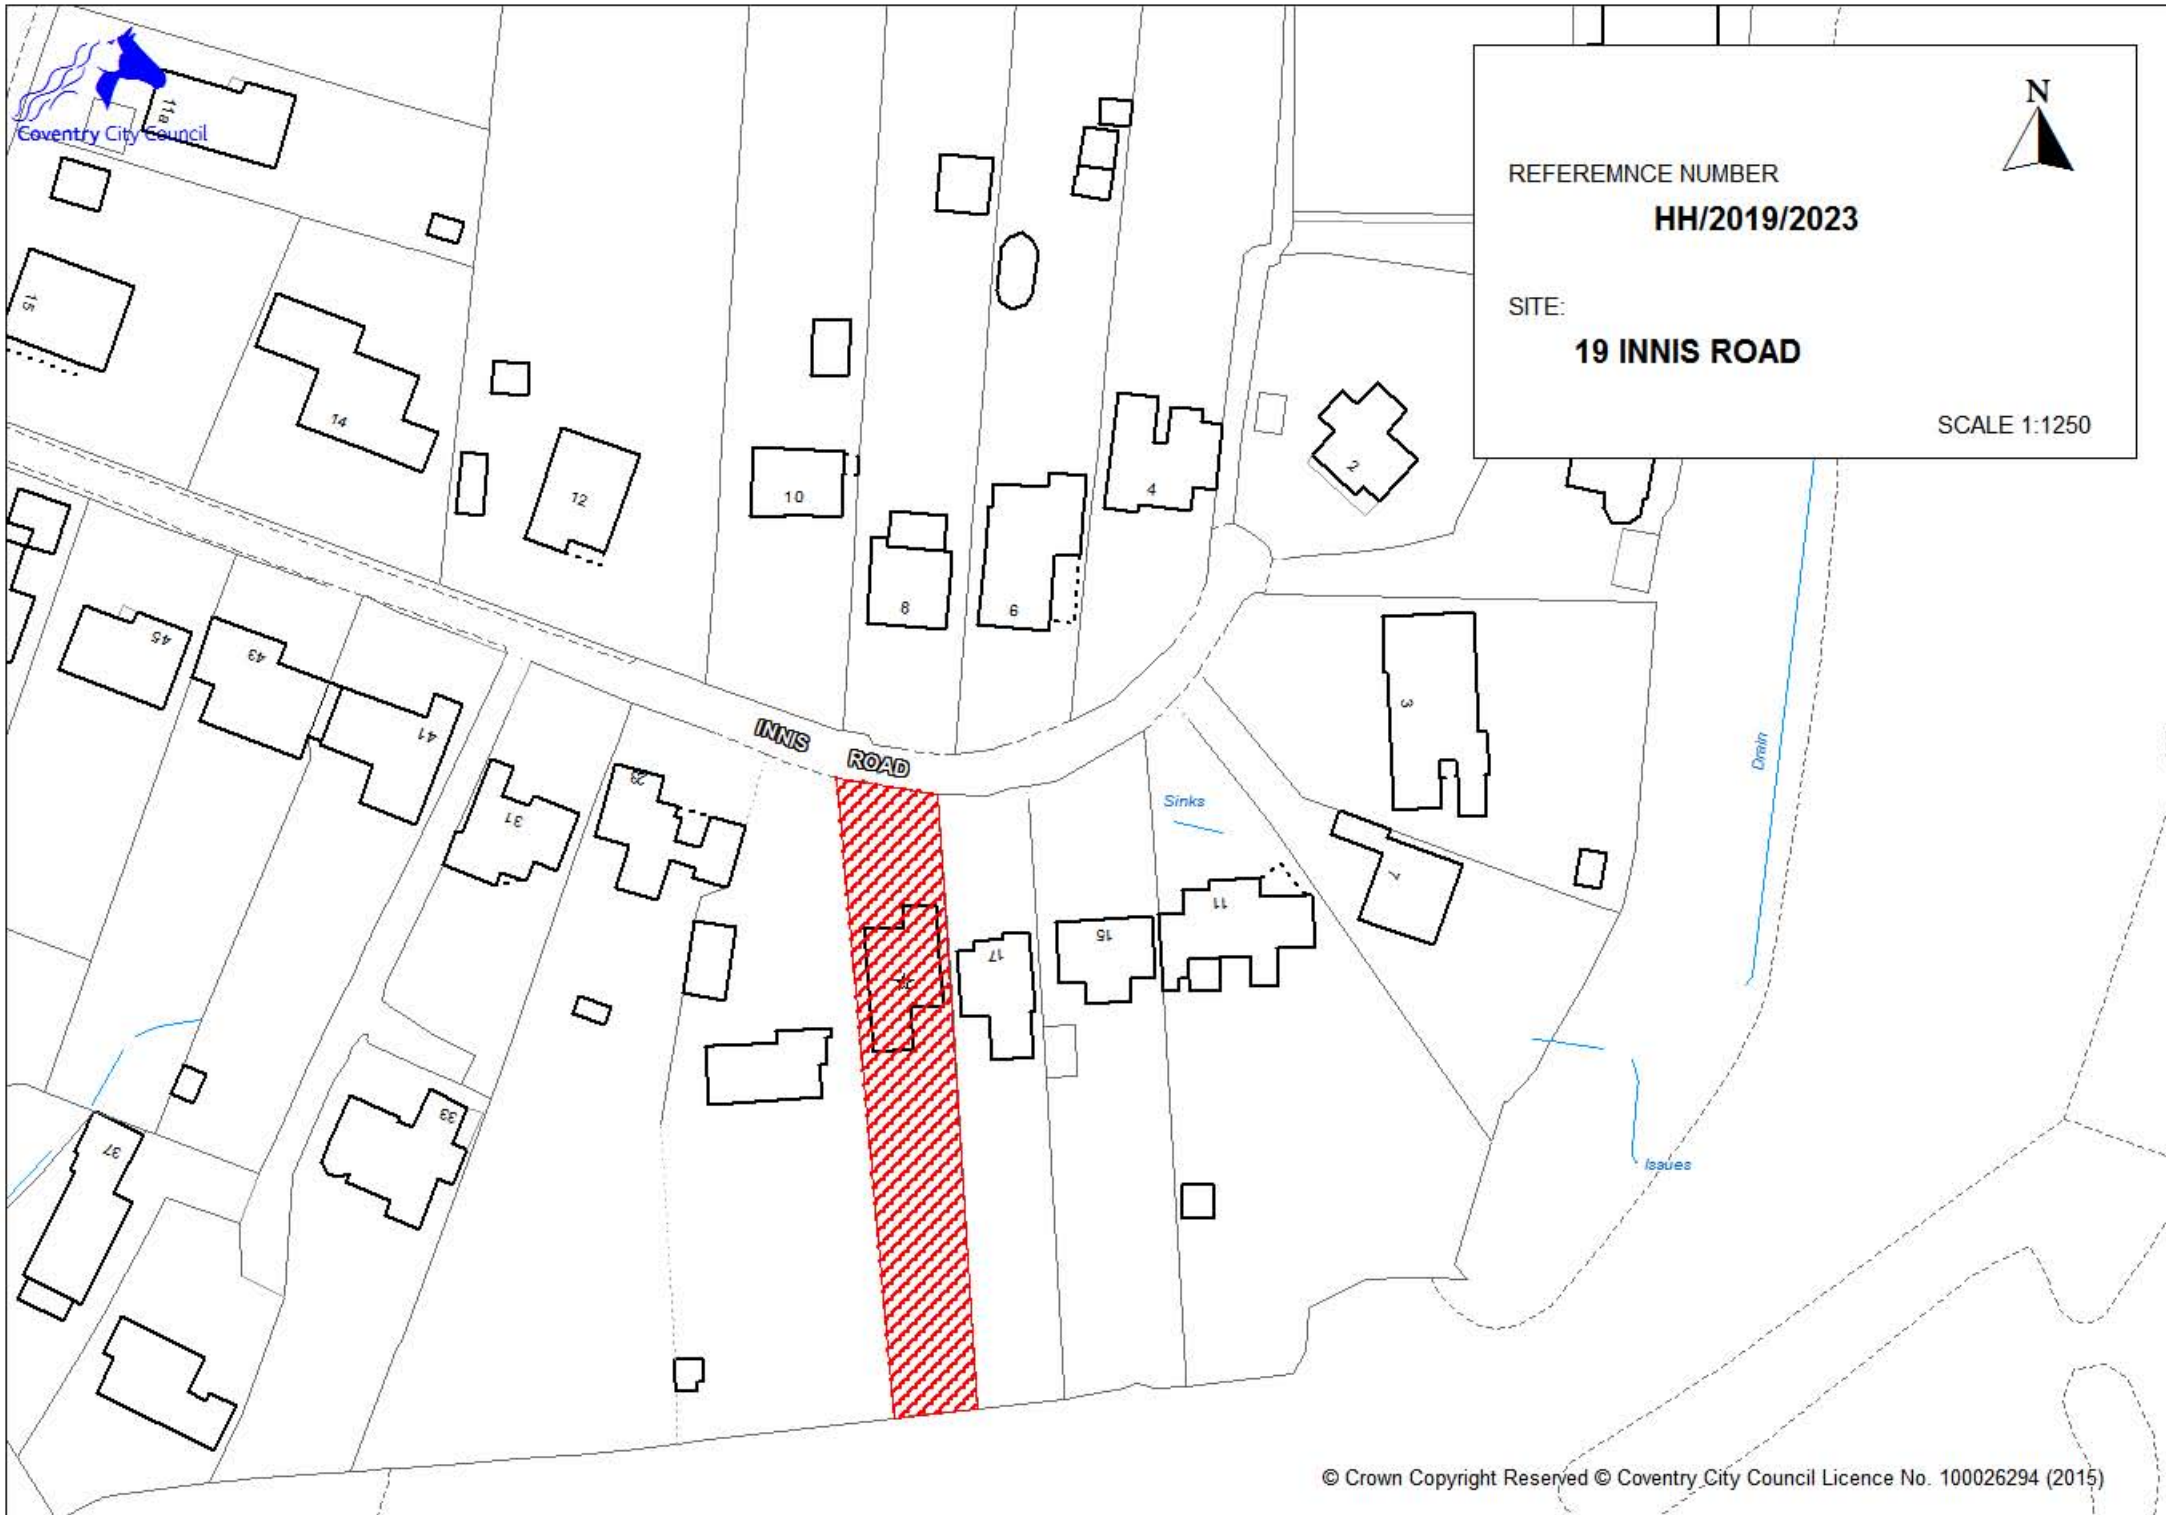 Coventry City Council
11a
15
14
12
10
8
6
4
2
N
REFEREMNCE NUMBER
HH/2019/2023
SITE:
19 INNIS ROAD
SCALE 1:1250
45
43
41
31
29
INNIS ROAD
3
7
Drain
Sinks
11
15
17
33
37
Issues
© Crown Copyright Reserved © Coventry City Council Licence No. 100026294 (2015)